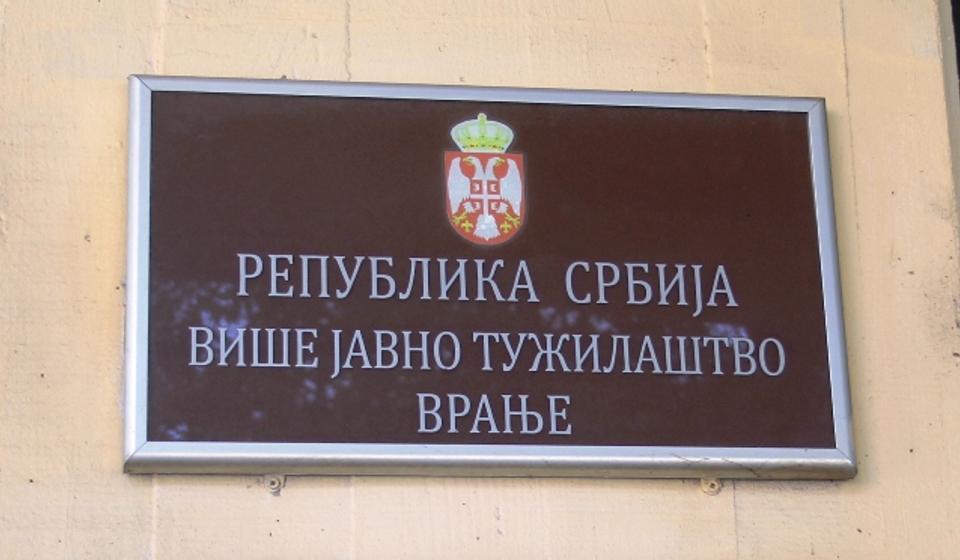 РЕПУБЛИКА СРБИЈА
ВИШЕ ЈАВНО ТУЖИЛАШТВО
ВРАЊЕ